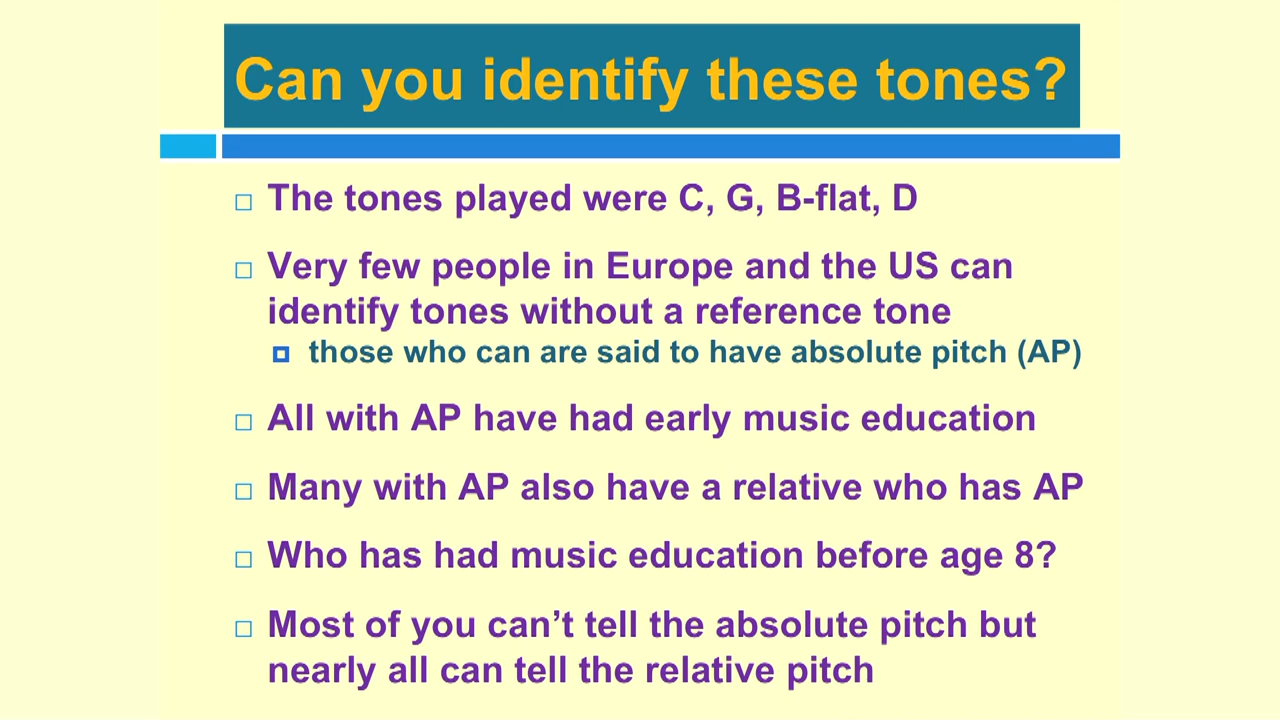 Can you identify these tones?
The tones played were C, G, B-flat, D
Very few people in Europe and the US can
identify tones without a reference tone
those who can are said to have absolute pitch (AP)
All with AP have had early music education
Many with AP also have a relative who has AP
Who has had music education before age 8?
Most of you can’t tell the absolute pitch but
nearly all can tell the relative pitch